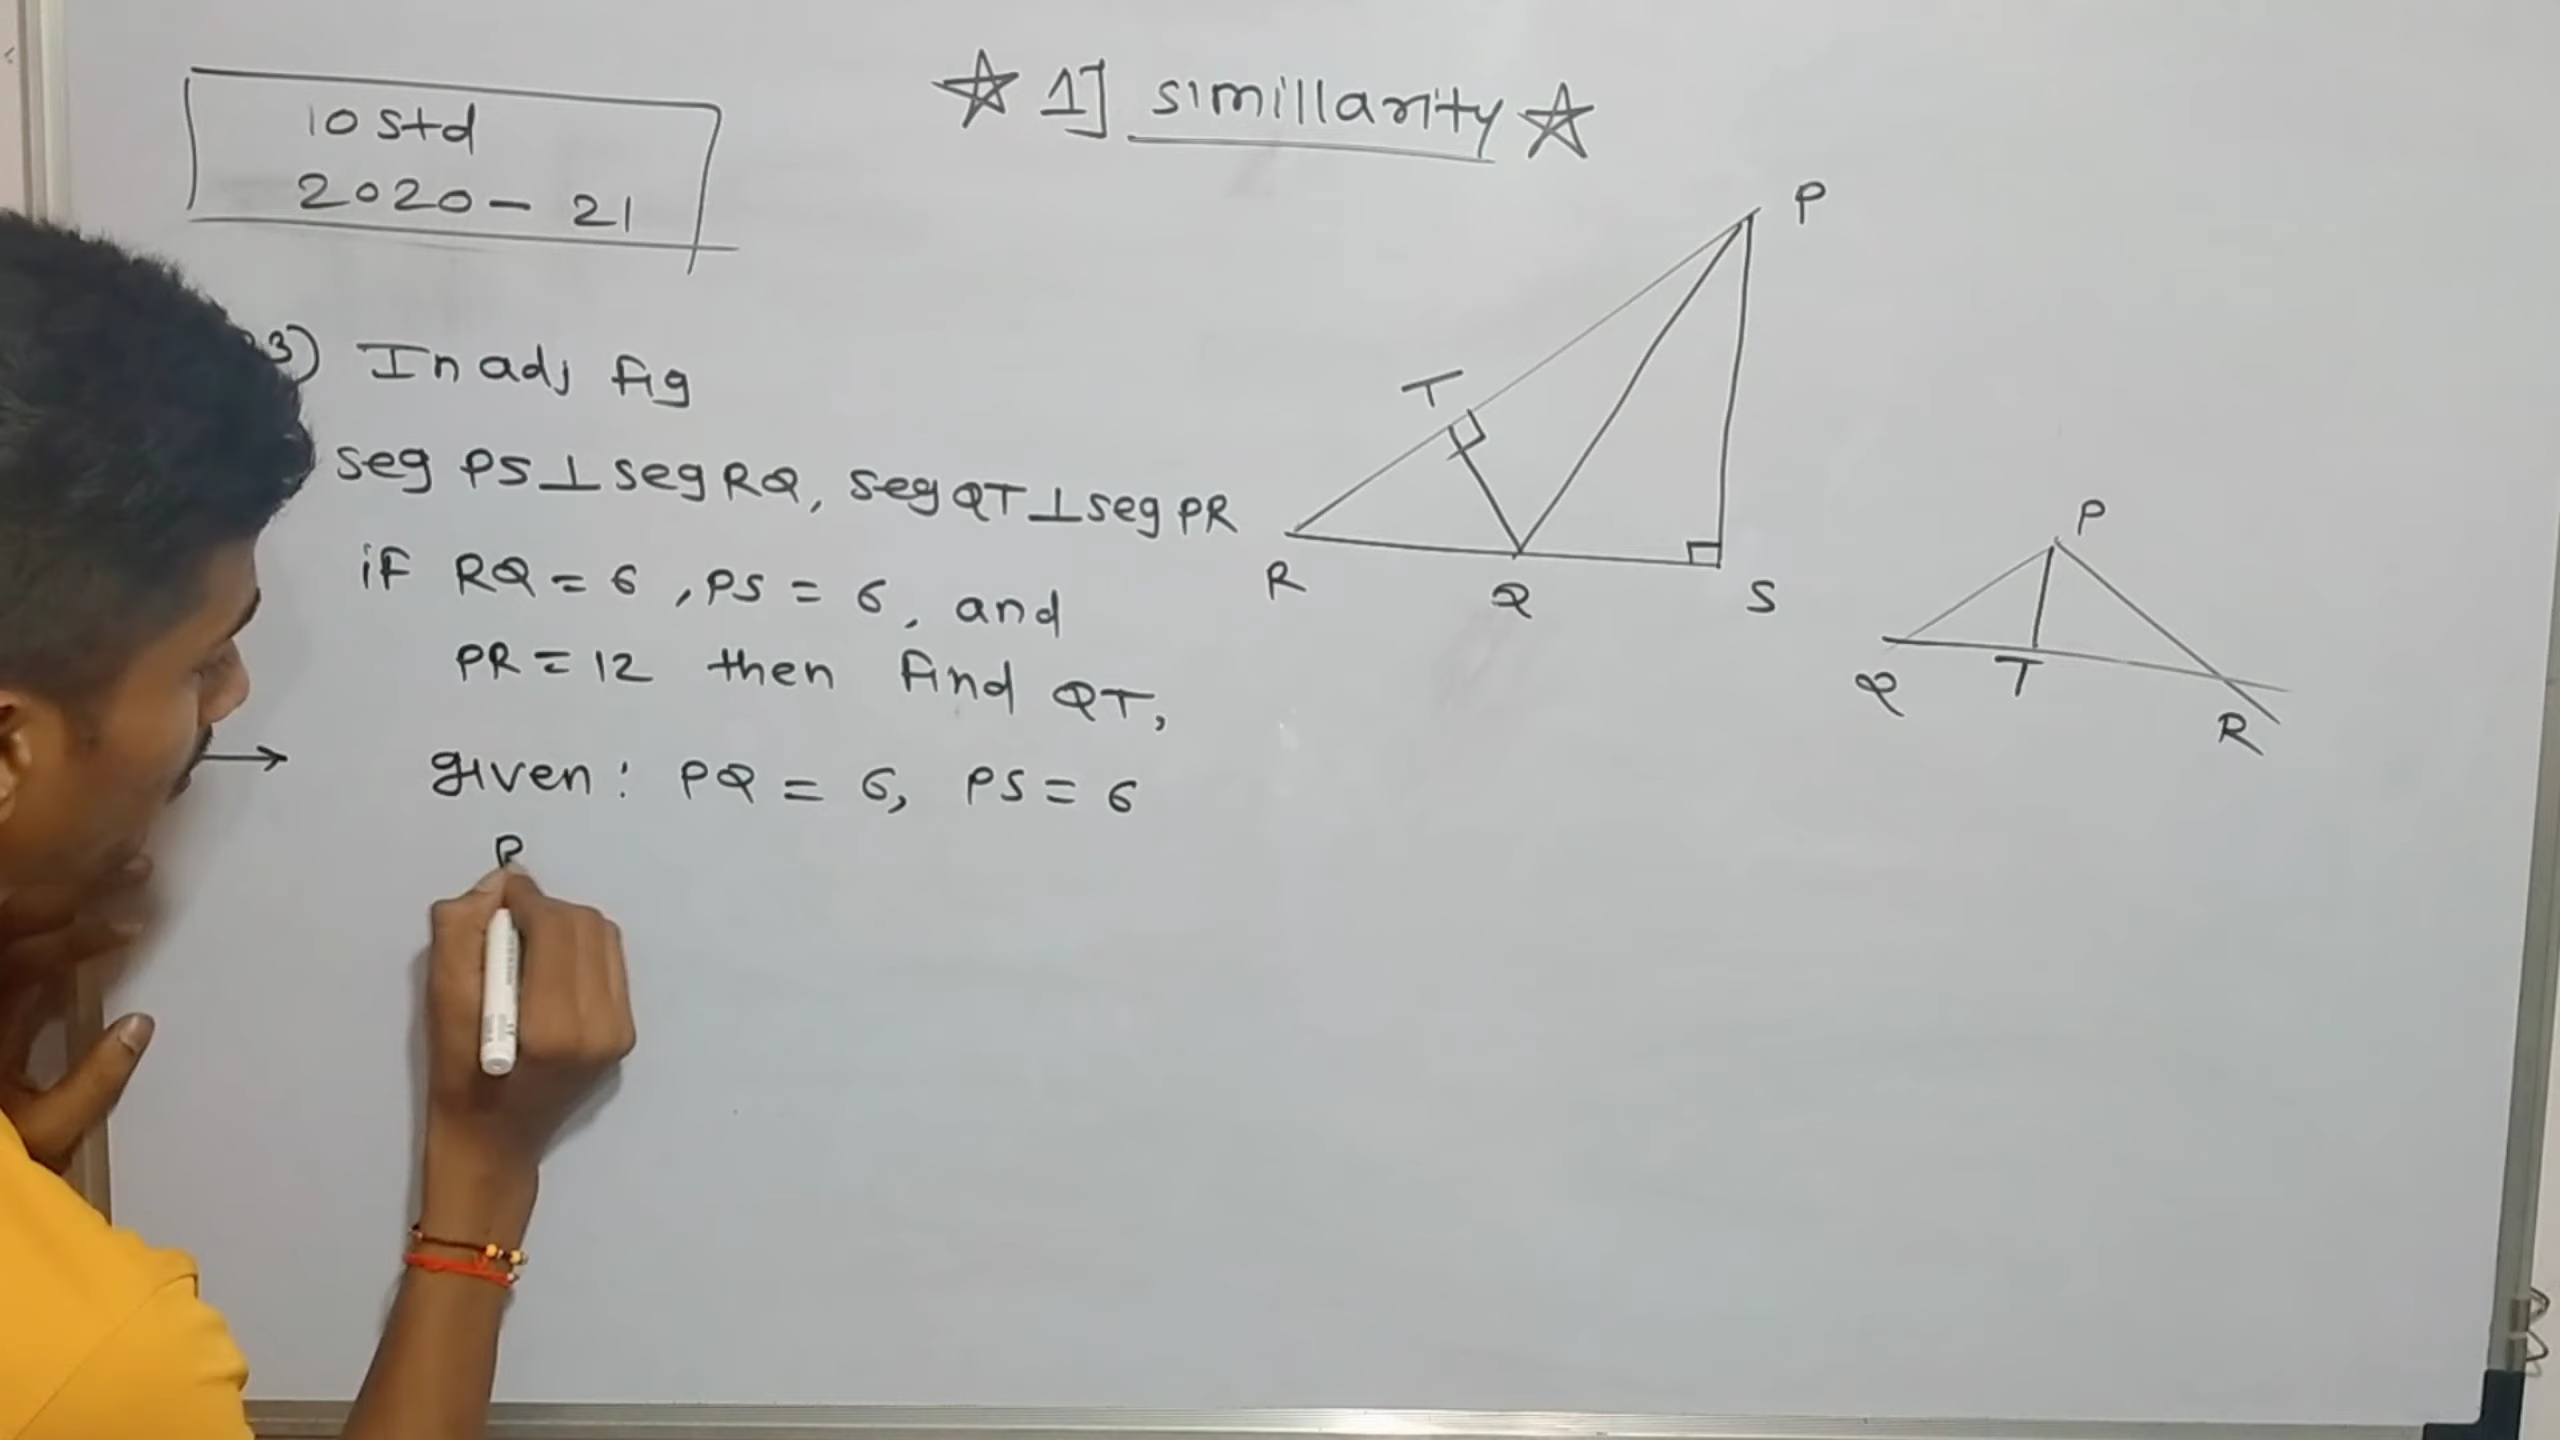 10 std
2020 - 21
☆ 1] simillarity ☆
3) In adj fig
seg PS ⊥ seg RQ, seg QT ⊥ seg PR
if RQ = 6, PS = 6, and
PR = 12 then find QT,
→ given: PQ = 6, PS = 6
P
P
T
R
Q
S
P
Q
T
R